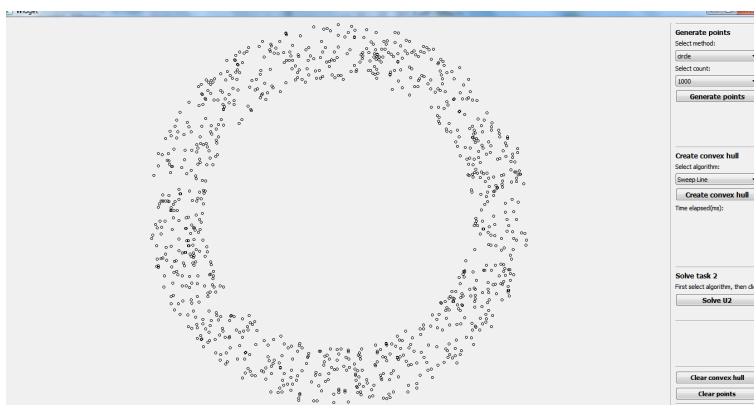 Widget
Generate points
Select method:
circle
Select count:
1000
Generate points
Create convex hull
Select algorithm:
Sweep Line
Create convex hull
Time elapsed(ms):
Solve task 2
First select algorithm, then
Solve U2
Clear convex hull
Clear points